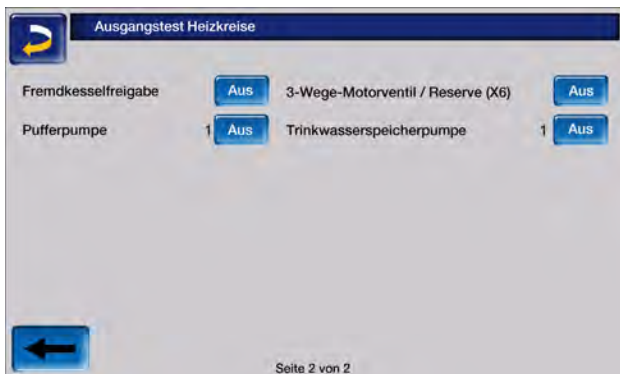 Ausgangstest Heizkreise
Fremdkesselfreigabe Aus 3-Wege-Motorventil / Reserve (X6) Aus
Pufferpumpe 1 Aus Trinkwasserspeicherpumpe 1 Aus
Seite 2 von 2